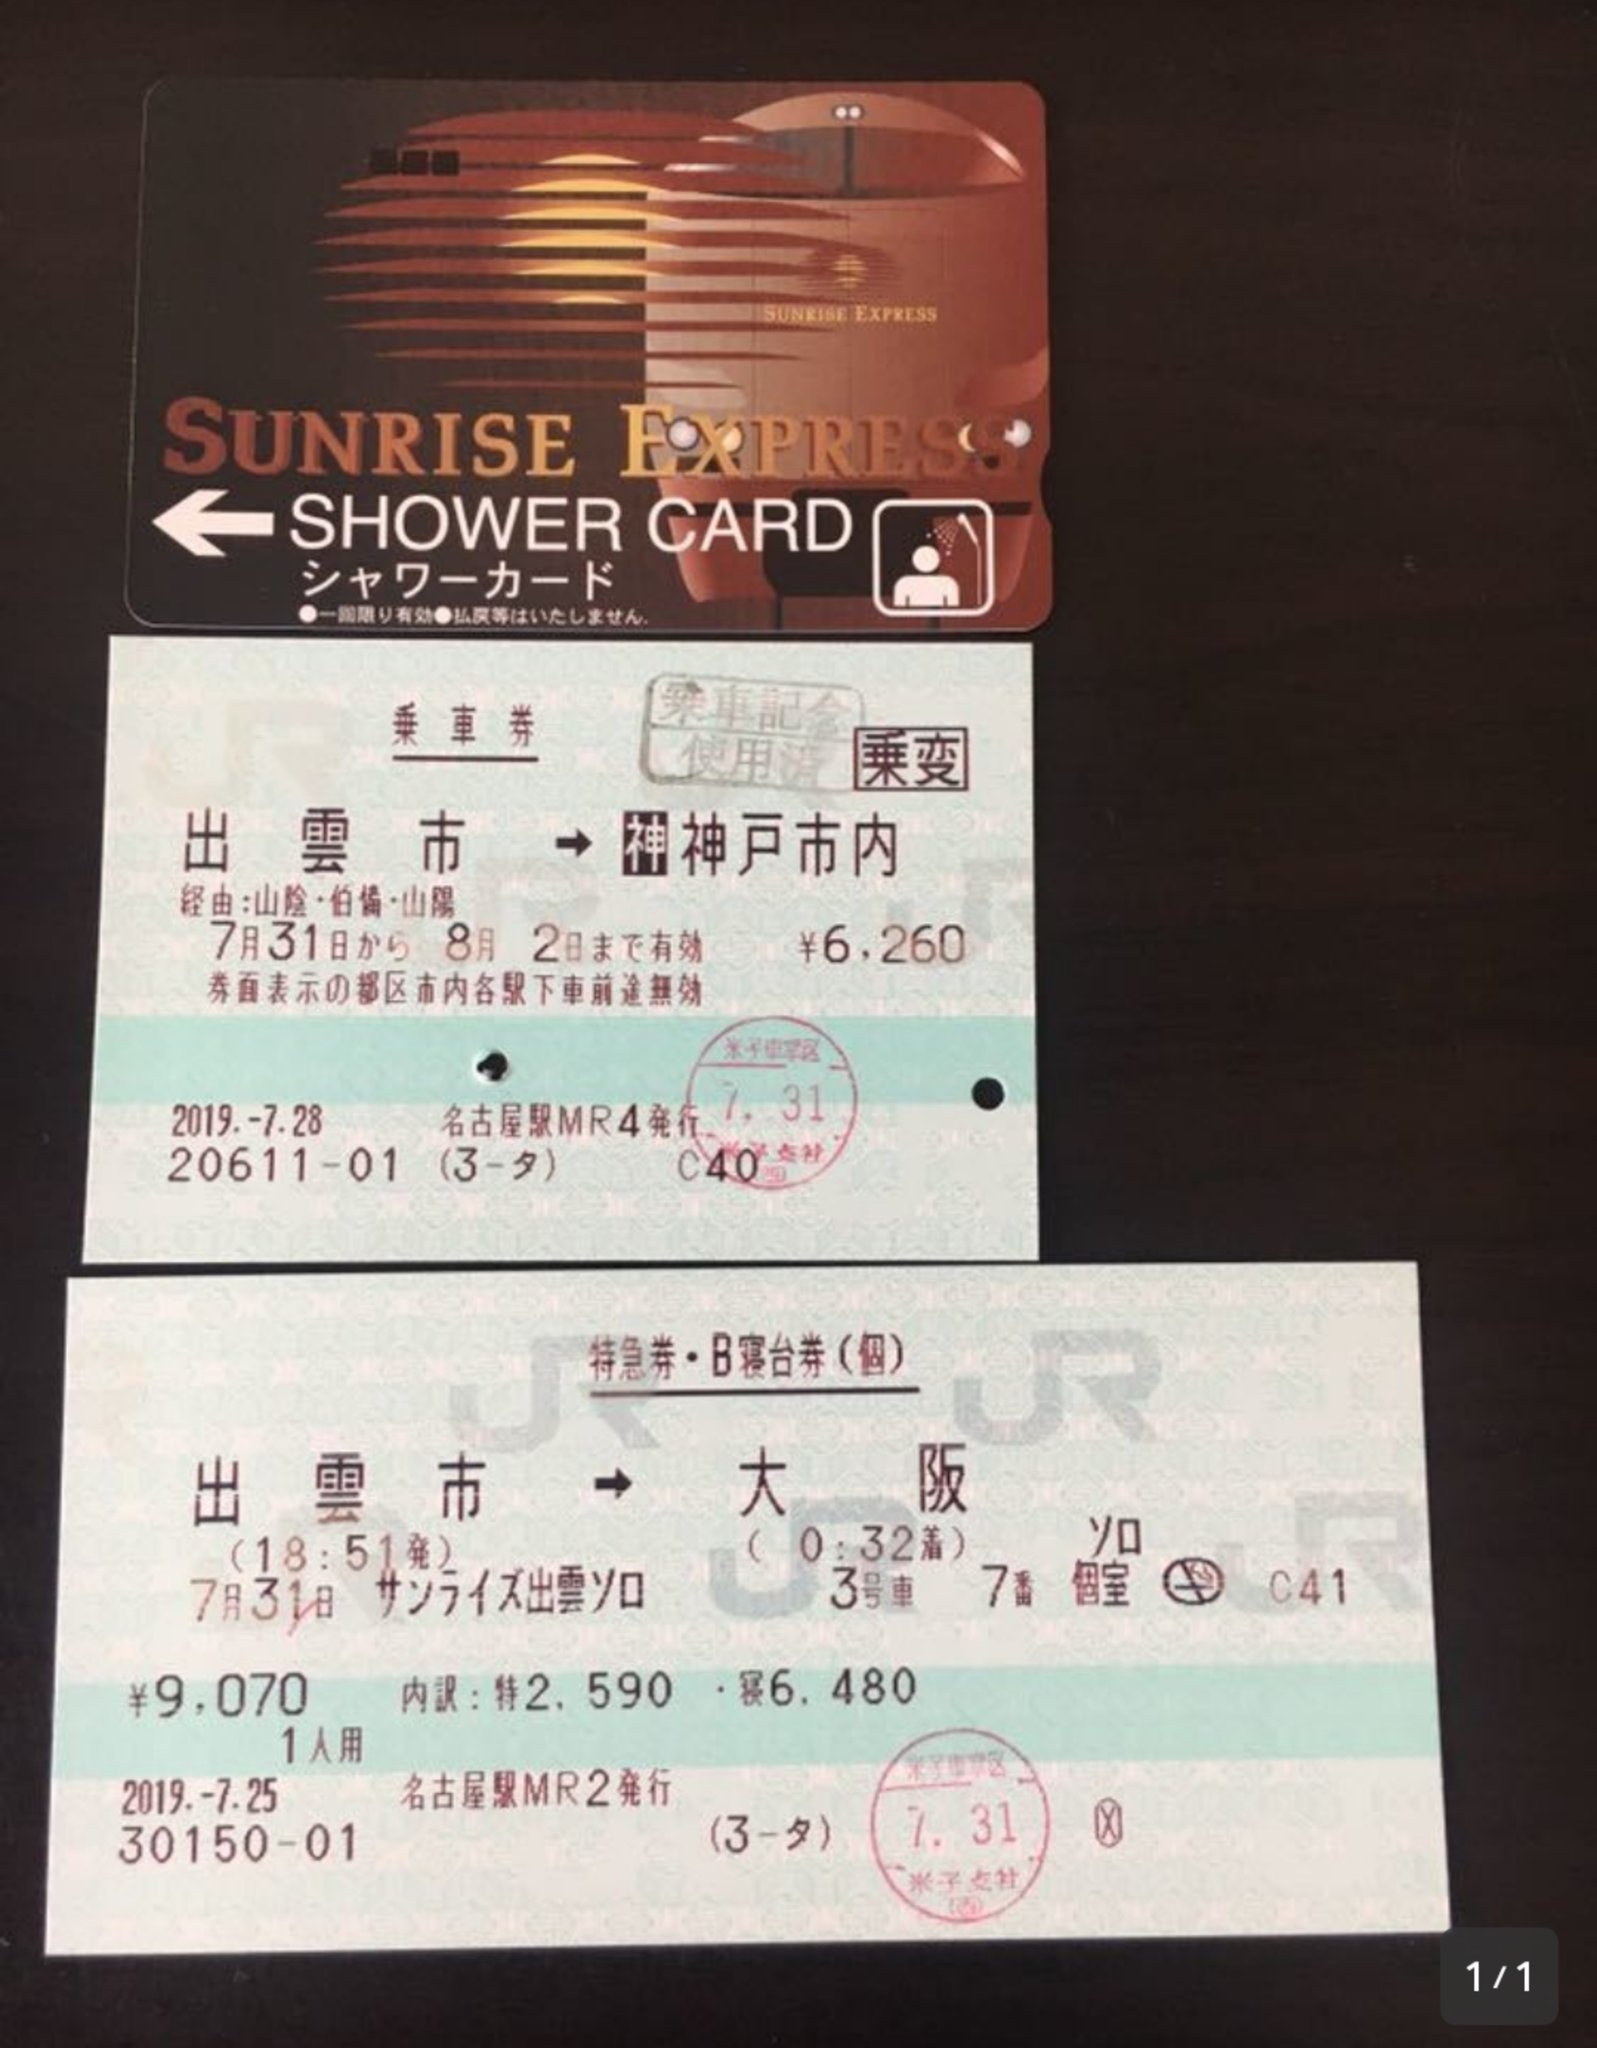 SUNRISE EXPRESS
SUNRISE EXPRESS
←SHOWER CARD
シャワーカード
●一回限り有効●払戻等はいたしません.
乗車券
乗車記念
使用済
乗変
出雲市 → 神 神戸市内
経由:山陰・伯備・山陽
7月31日から 8月 2日まで有効 ¥6,260
券面表示の都区市内各駅下車前途無効
2019.-7.28 名古屋駅MR4発行
20611-01 (3-タ) C40
米子車掌区
7. 31
米子支社
特急券・B寝台券(個)
出雲市 → 大阪
(18:51発) ( 0:32着) ソロ
7月31日 サンライズ出雲ソロ 3号車 7番 個室 C41
¥9,070 内訳:特2,590 ・寝6,480
1人用
2019.-7.25 名古屋駅MR2発行
30150-01 (3-タ)
米子車掌区
7. 31
米子支社
(西)
JR
1/1